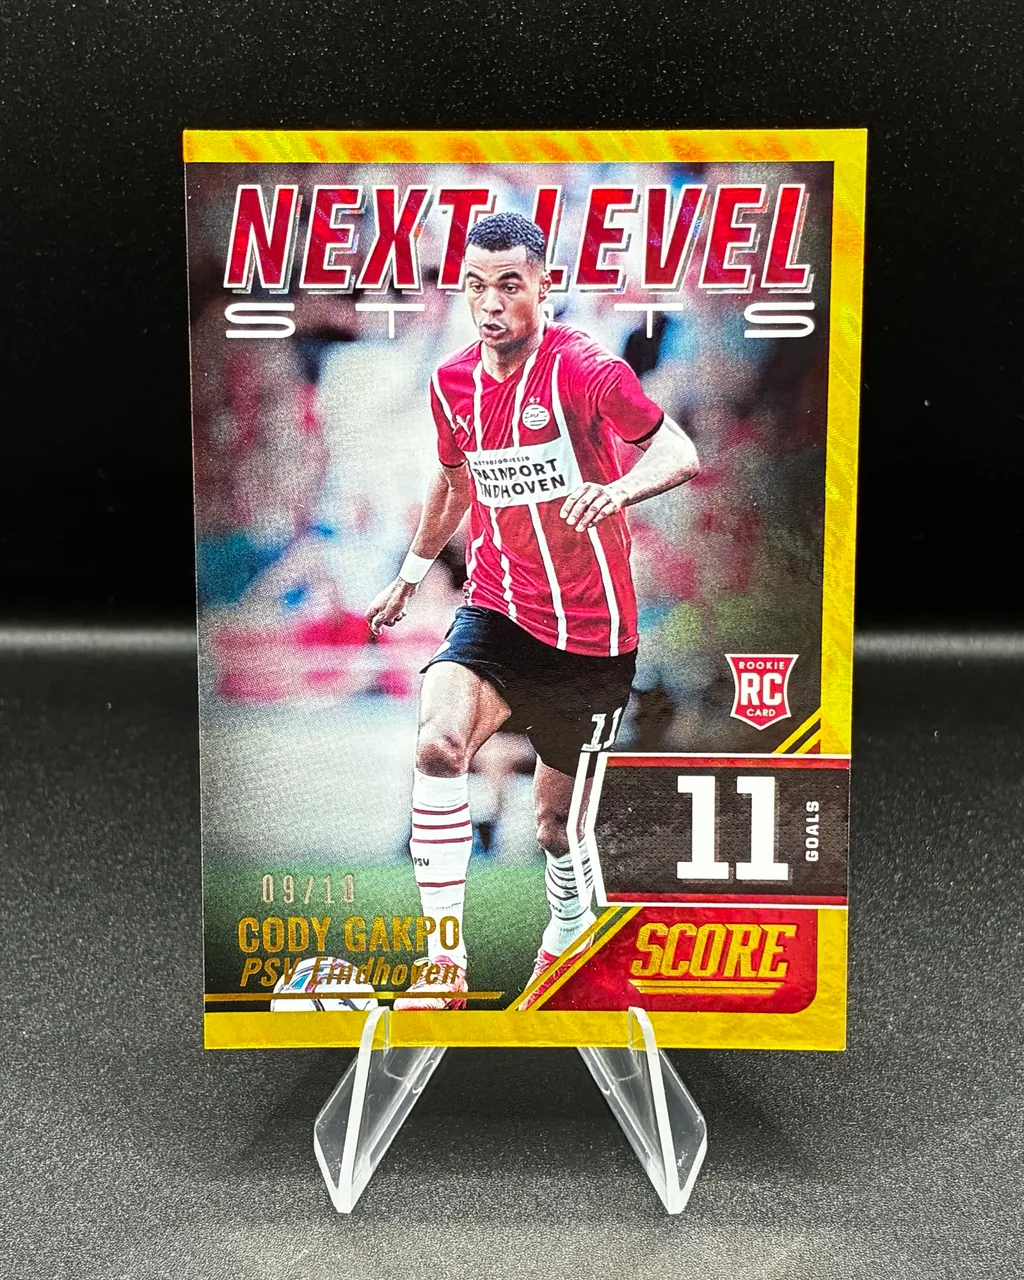 NEXT LEVEL
STATS
METROPOOLREGIO
BRAINPORT
EINDHOVEN
PSV
11
ROOKIE
RC
CARD
11
GOALS
PSV
09/10
CODY GAKPO
PSV Eindhoven
SCORE